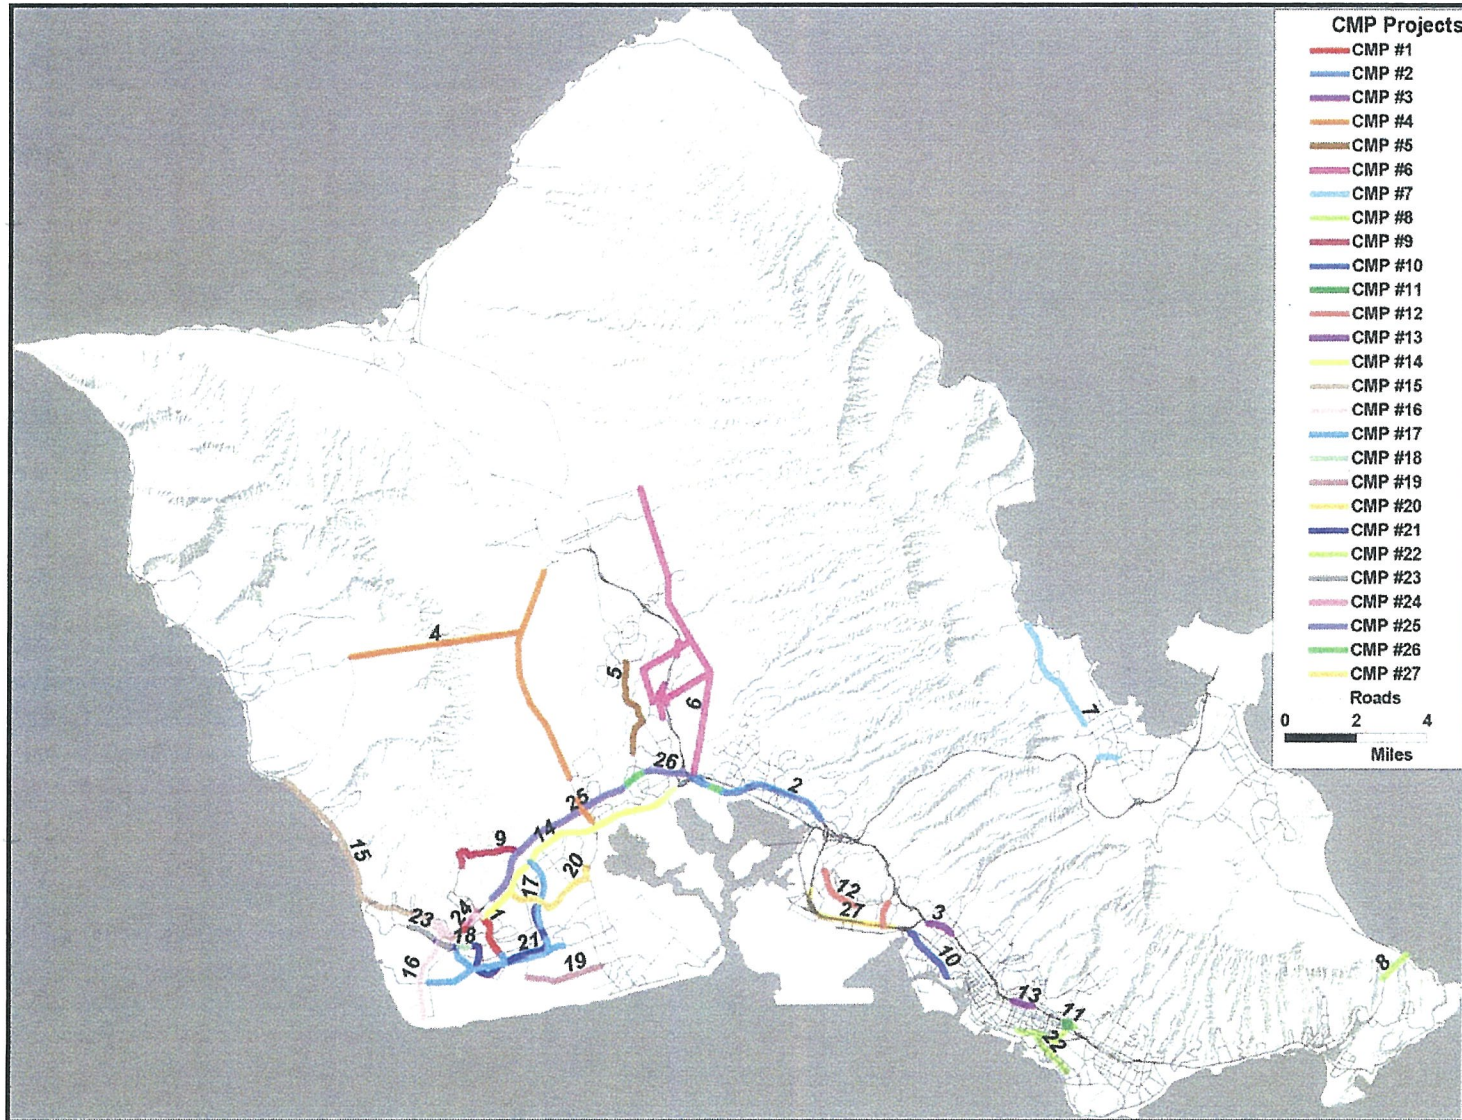 CMP Projects
CMP #1
CMP #2
CMP #3
CMP #4
CMP #5
CMP #6
CMP #7
CMP #8
CMP #9
CMP #10
CMP #11
CMP #12
CMP #13
CMP #14
CMP #15
CMP #16
CMP #17
CMP #18
CMP #19
CMP #20
CMP #21
CMP #22
CMP #23
CMP #24
CMP #25
CMP #26
CMP #27
Roads
0 2 4
Miles
4
5
6
7
26
2
25
14
9
15
20
17
12
24
1
23
27
3
18
21
10
16
19
8
13
11
22